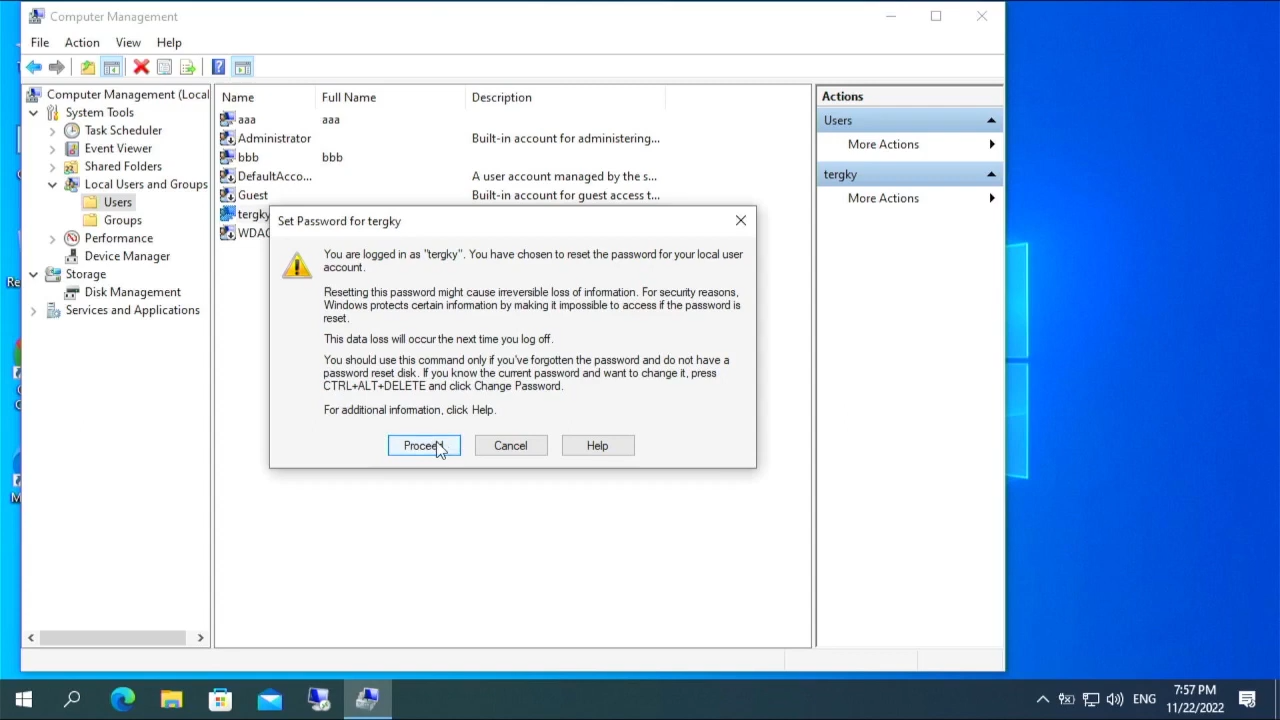 Computer Management
File Action View Help
Computer Management (Local
System Tools
Task Scheduler
Event Viewer
Shared Folders
Local Users and Groups
Users
Groups
Performance
Device Manager
Storage
Disk Management
Services and Applications
Name Full Name Description
aaa aaa
Administrator Built-in account for administering...
bbb bbb
DefaultAcco... A user account managed by the s...
Guest Built-in account for guest access t...
tergky
WDAG
Actions
Users
More Actions
tergky
More Actions
Set Password for tergky
You are logged in as "tergky". You have chosen to reset the password for your local user
account.
Resetting this password might cause irreversible loss of information. For security reasons,
Windows protects certain information by making it impossible to access if the password is
reset.
This data loss will occur the next time you log off.
You should use this command only if you've forgotten the password and do not have a
password reset disk. If you know the current password and want to change it, press
CTRL+ALT+DELETE and click Change Password.
For additional information, click Help.
Proceed Cancel Help
Re
ENG
7:57 PM
11/22/2022